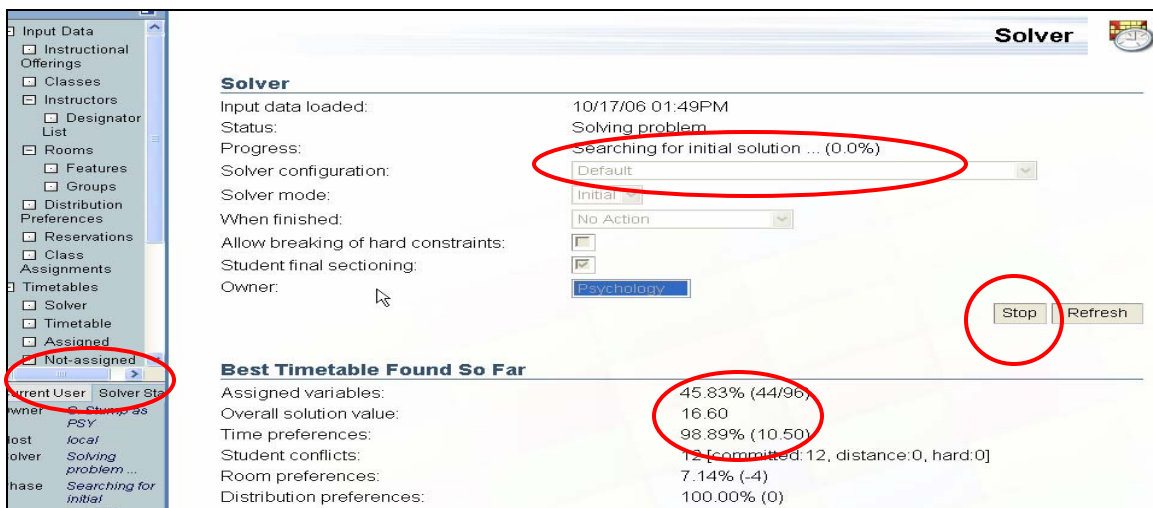 Input Data
Instructional
Offerings
Classes
Instructors
Designator
List
Rooms
Features
Groups
Distribution
Preferences
Reservations
Class
Assignments
Timetables
Solver
Timetable
Assigned
Not-assigned
urrent User Solver Sta
wner S. Stump as
PSY
lost local
olver Solving
problem ...
hase Searching for
initial
Solver
Solver
Input data loaded: 10/17/06 01:49PM
Status: Solving problem
Progress: Searching for initial solution ... (0.0%)
Solver configuration: Default
Solver mode: Initial
When finished: No Action
Allow breaking of hard constraints:
Student final sectioning:
Owner: Psychology
Stop Refresh
Best Timetable Found So Far
Assigned variables: 45.83% (44/96)
Overall solution value: 16.60
Time preferences: 98.89% (10.50)
Student conflicts: 12 [committed:12, distance:0, hard:0]
Room preferences: 7.14% (-4)
Distribution preferences: 100.00% (0)